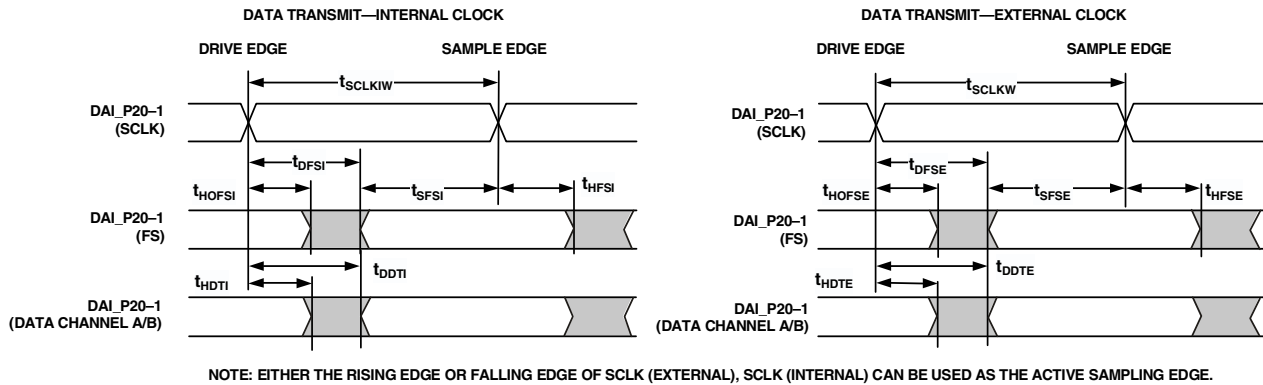 DATA TRANSMIT—INTERNAL CLOCK
DRIVE EDGE
SAMPLE EDGE
tSCLKIW
DAI_P20–1
(SCLK)
tDFSI
tHOFSI
tSFSI
tHFSI
DAI_P20–1
(FS)
tDDTI
tHDTI
DAI_P20–1
(DATA CHANNEL A/B)
DATA TRANSMIT—EXTERNAL CLOCK
DRIVE EDGE
SAMPLE EDGE
tSCLKW
DAI_P20–1
(SCLK)
tDFSE
tHOFSE
tSFSE
tHFSE
DAI_P20–1
(FS)
tDDTE
tHDTE
DAI_P20–1
(DATA CHANNEL A/B)
NOTE: EITHER THE RISING EDGE OR FALLING EDGE OF SCLK (EXTERNAL), SCLK (INTERNAL) CAN BE USED AS THE ACTIVE SAMPLING EDGE.